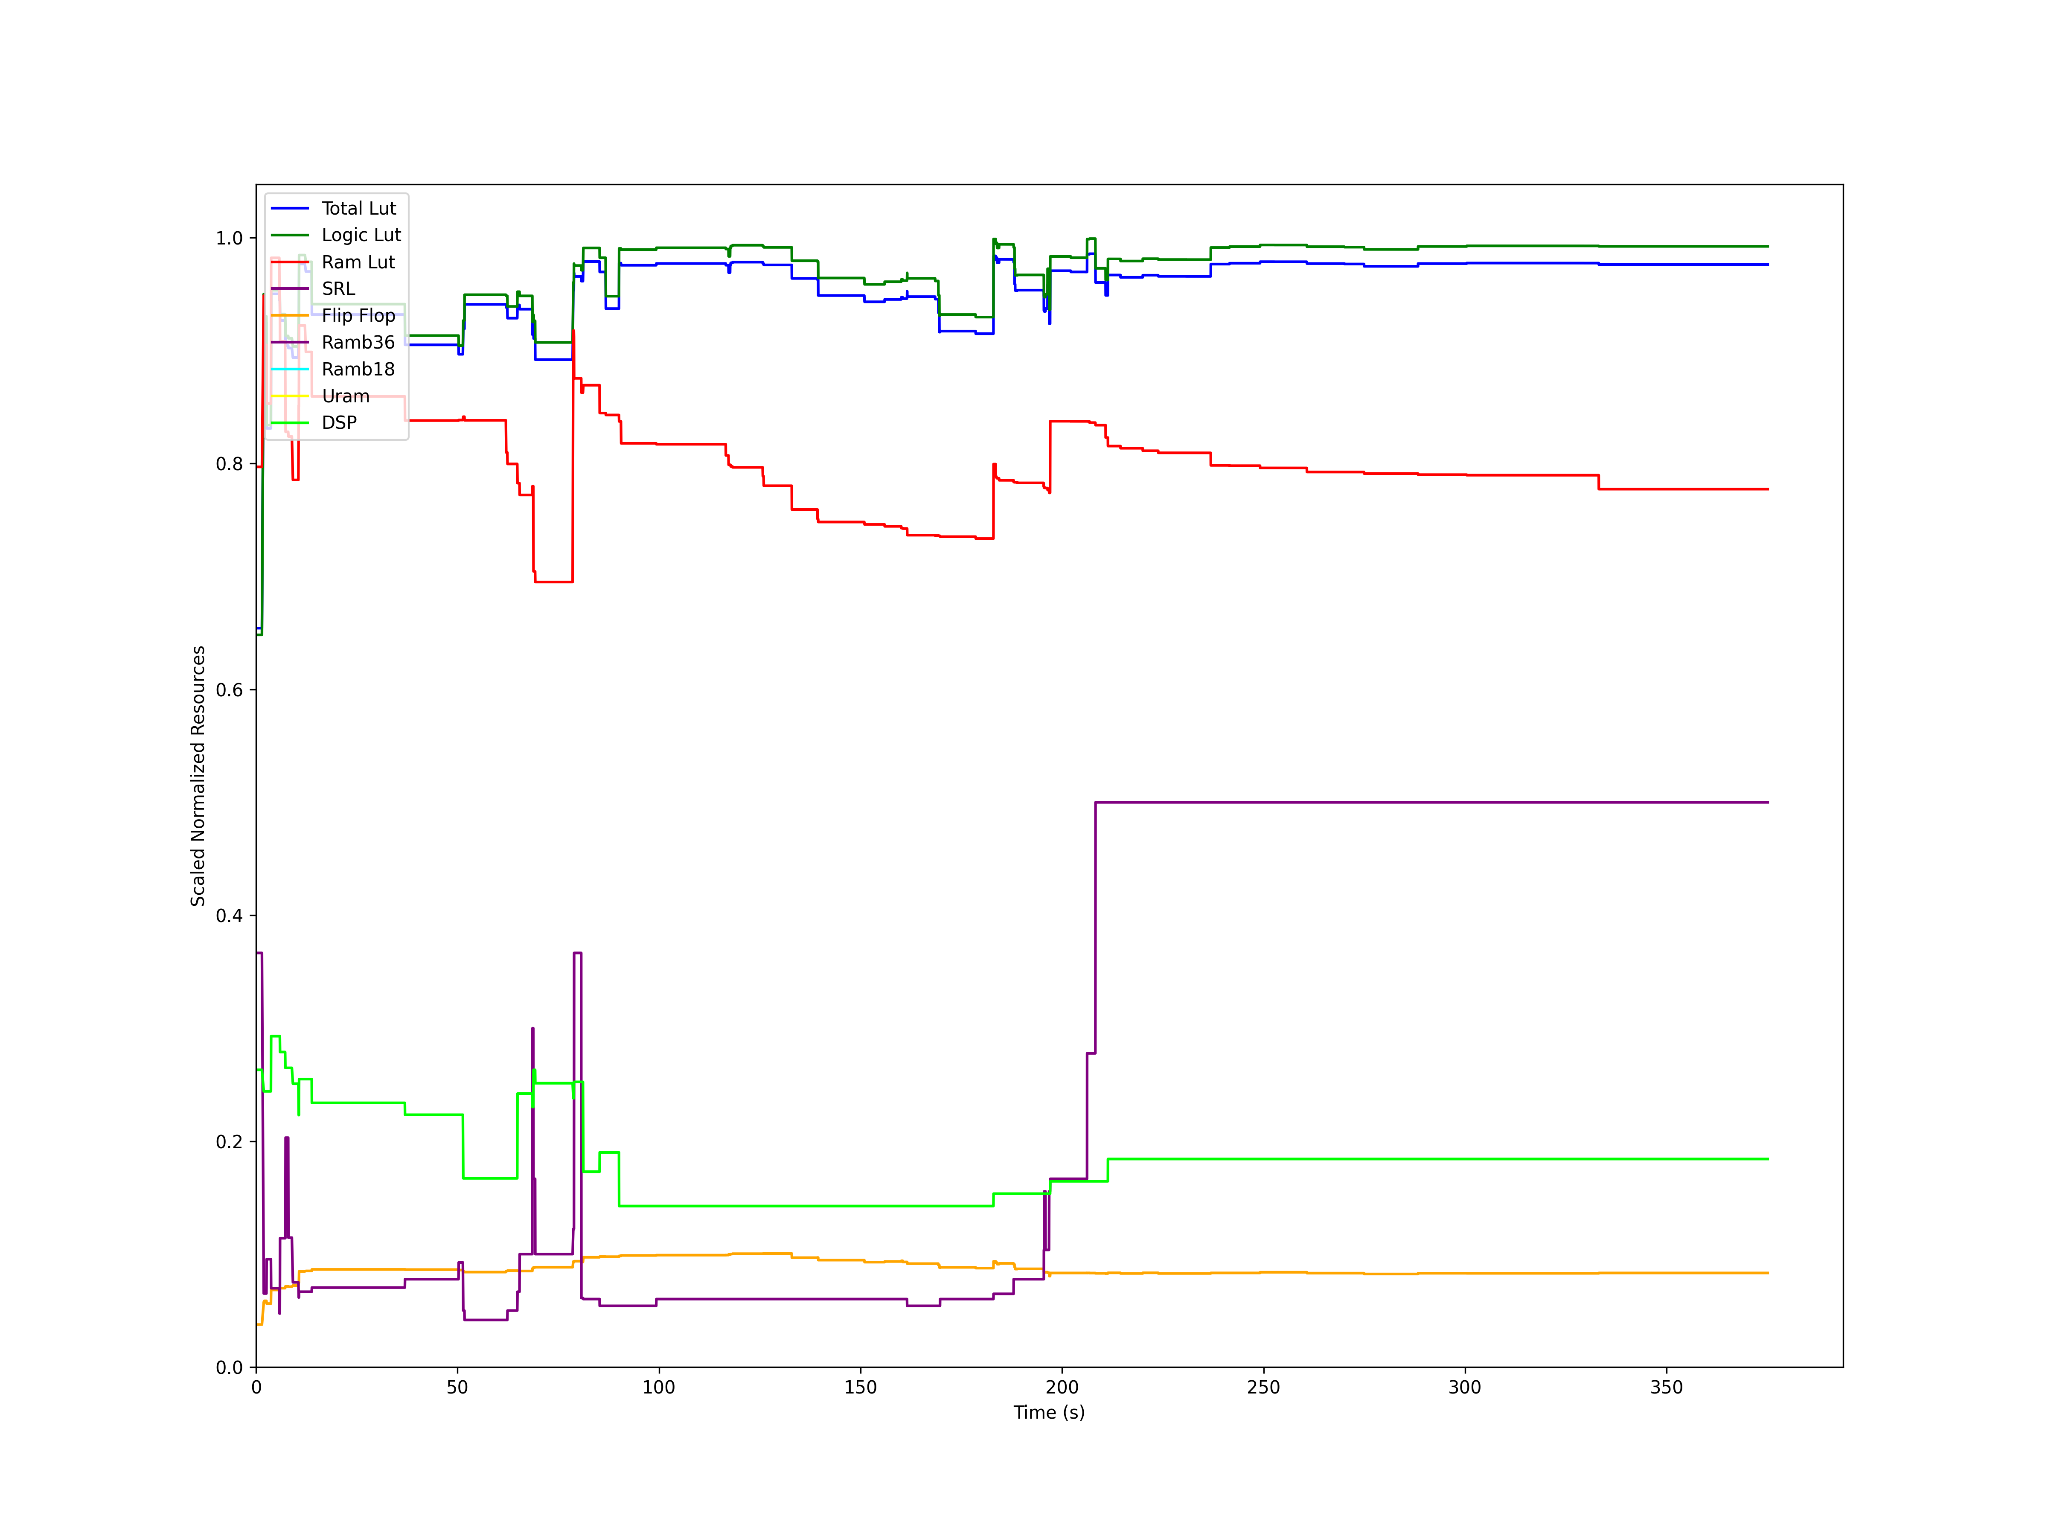 Total Lut
Logic Lut
Ram Lut
SRL
Flip Flop
Ramb36
Ramb18
Uram
DSP
1.0
0.8
0.6
0.4
0.2
0.0
Scaled Normalized Resources
0 50 100 150 200 250 300 350
Time (s)